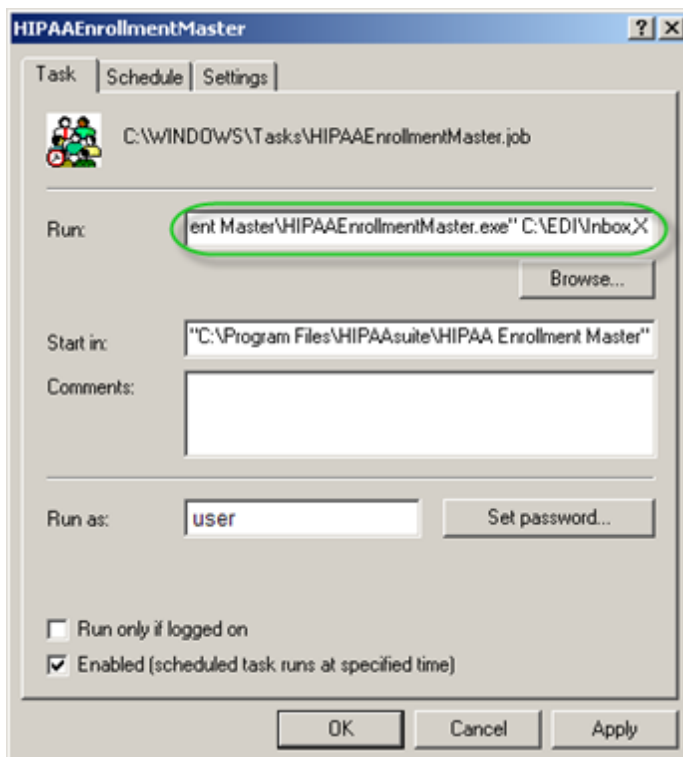 HIPAAEnrollmentMaster
Task Schedule Settings
C:\WINDOWS\Tasks\HIPAAEnrollmentMaster.job
Run: ent Master\HIPAAEnrollmentMaster.exe" C:\EDI\Inbox,X
Browse...
Start in: "C:\Program Files\HIPAAsuite\HIPAA Enrollment Master"
Comments:
Run as: user Set password...
Run only if logged on
Enabled (scheduled task runs at specified time)
OK Cancel Apply